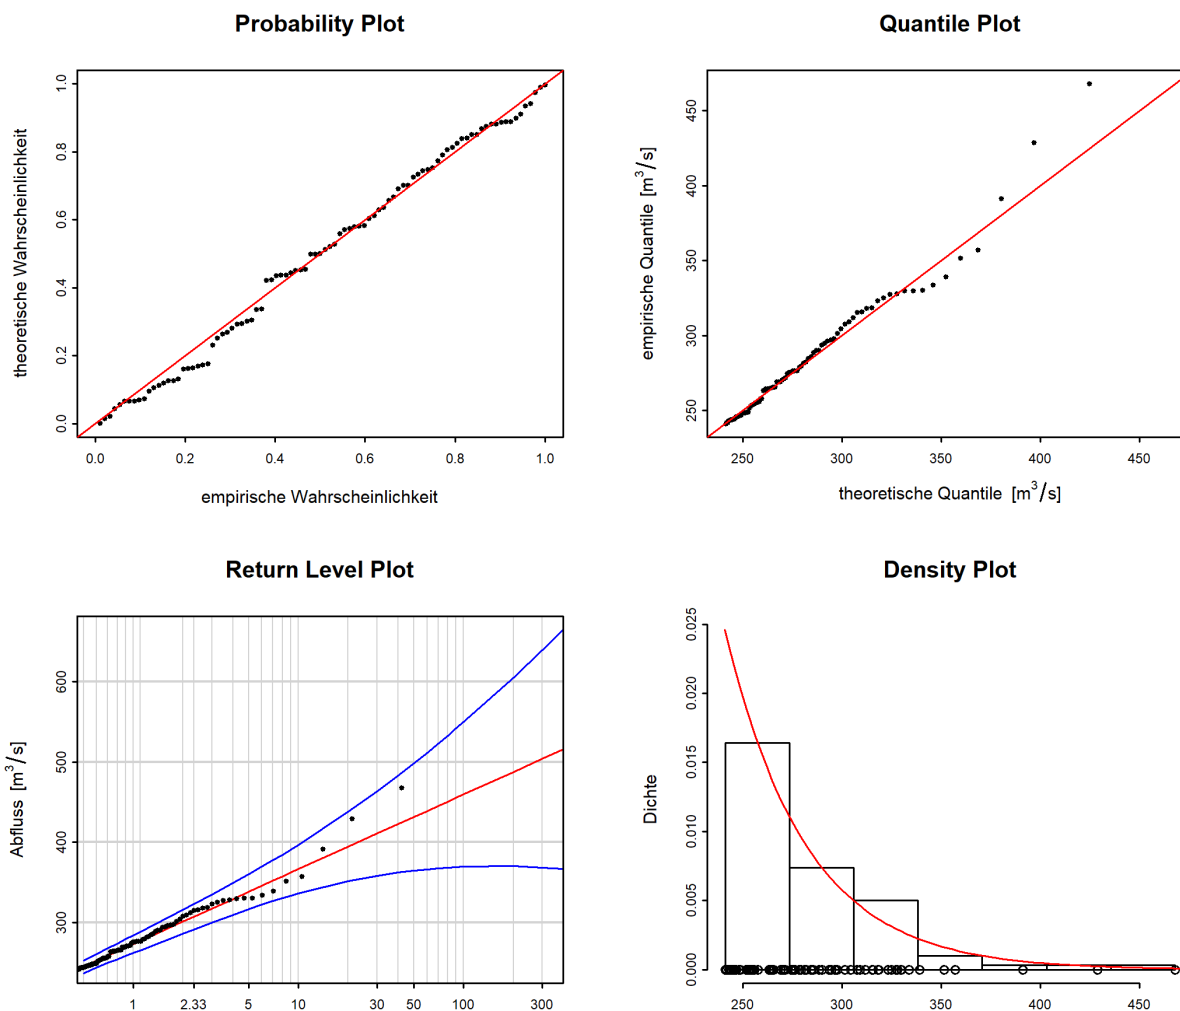 Probability Plot
theoretische Wahrscheinlichkeit
0.0 0.2 0.4 0.6 0.8 1.0
0.0 0.2 0.4 0.6 0.8 1.0
empirische Wahrscheinlichkeit
Quantile Plot
empirische Quantile [m³/s]
250 300 350 400 450
250 300 350 400 450
theoretische Quantile [m³/s]
Return Level Plot
Abfluss [m³/s]
300 400 500 600
1 2.33 5 10 30 50 100 300
Density Plot
Dichte
0.000 0.005 0.010 0.015 0.020 0.025
250 300 350 400 450